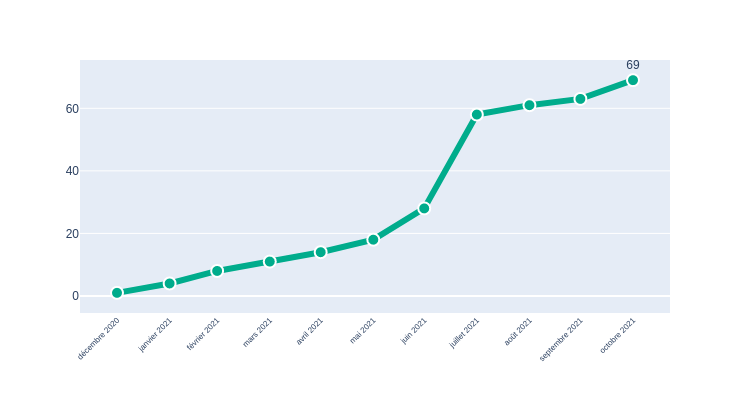 69
60
40
20
0
décembre 2020
janvier 2021
février 2021
mars 2021
avril 2021
mai 2021
juin 2021
juillet 2021
août 2021
septembre 2021
octobre 2021